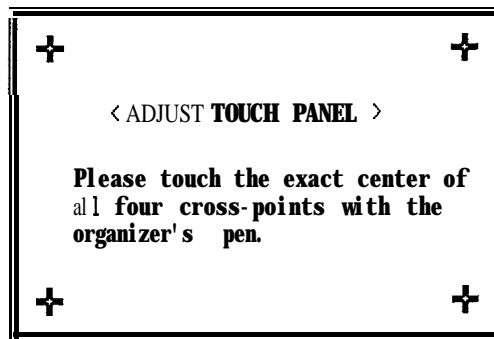 < ADJUST TOUCH PANEL >
Please touch the exact center of
all four cross-points with the
organizer's pen.